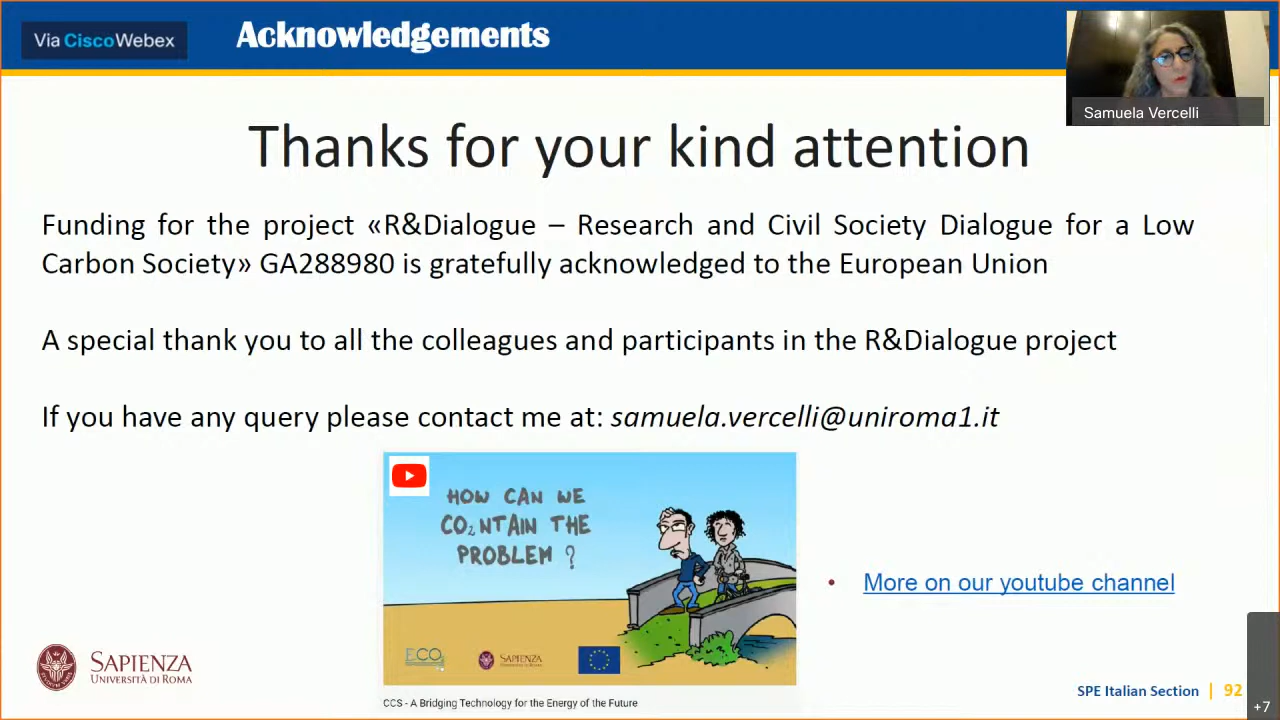 Via CiscoWebex
Acknowledgements
Samuela Vercelli
Thanks for your kind attention
Funding for the project «R&Dialogue – Research and Civil Society Dialogue for a Low
Carbon Society» GA288980 is gratefully acknowledged to the European Union
A special thank you to all the colleagues and participants in the R&Dialogue project
If you have any query please contact me at: samuela.vercelli@uniroma1.it
HOW CAN WE
CO₂NTAIN THE
PROBLEM ?
More on our youtube channel
ECO₂
SAPIENZA
SAPIENZA
UNIVERSITÀ DI ROMA
CCS - A Bridging Technology for the Energy of the Future
SPE Italian Section | 92
+7